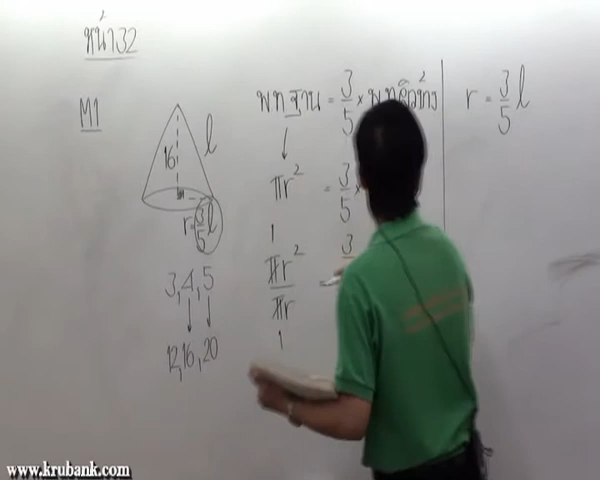 หน้า32
M1
16
l
r=3/5 l
3,4,5
↓ ↓
12,16,20
พทฐาน = 3/5 × พทผิวข้าง
↓
πr² = 3/5 ×
1
πr²/πr = 3
1
r = 3/5 l
www.krubank.com